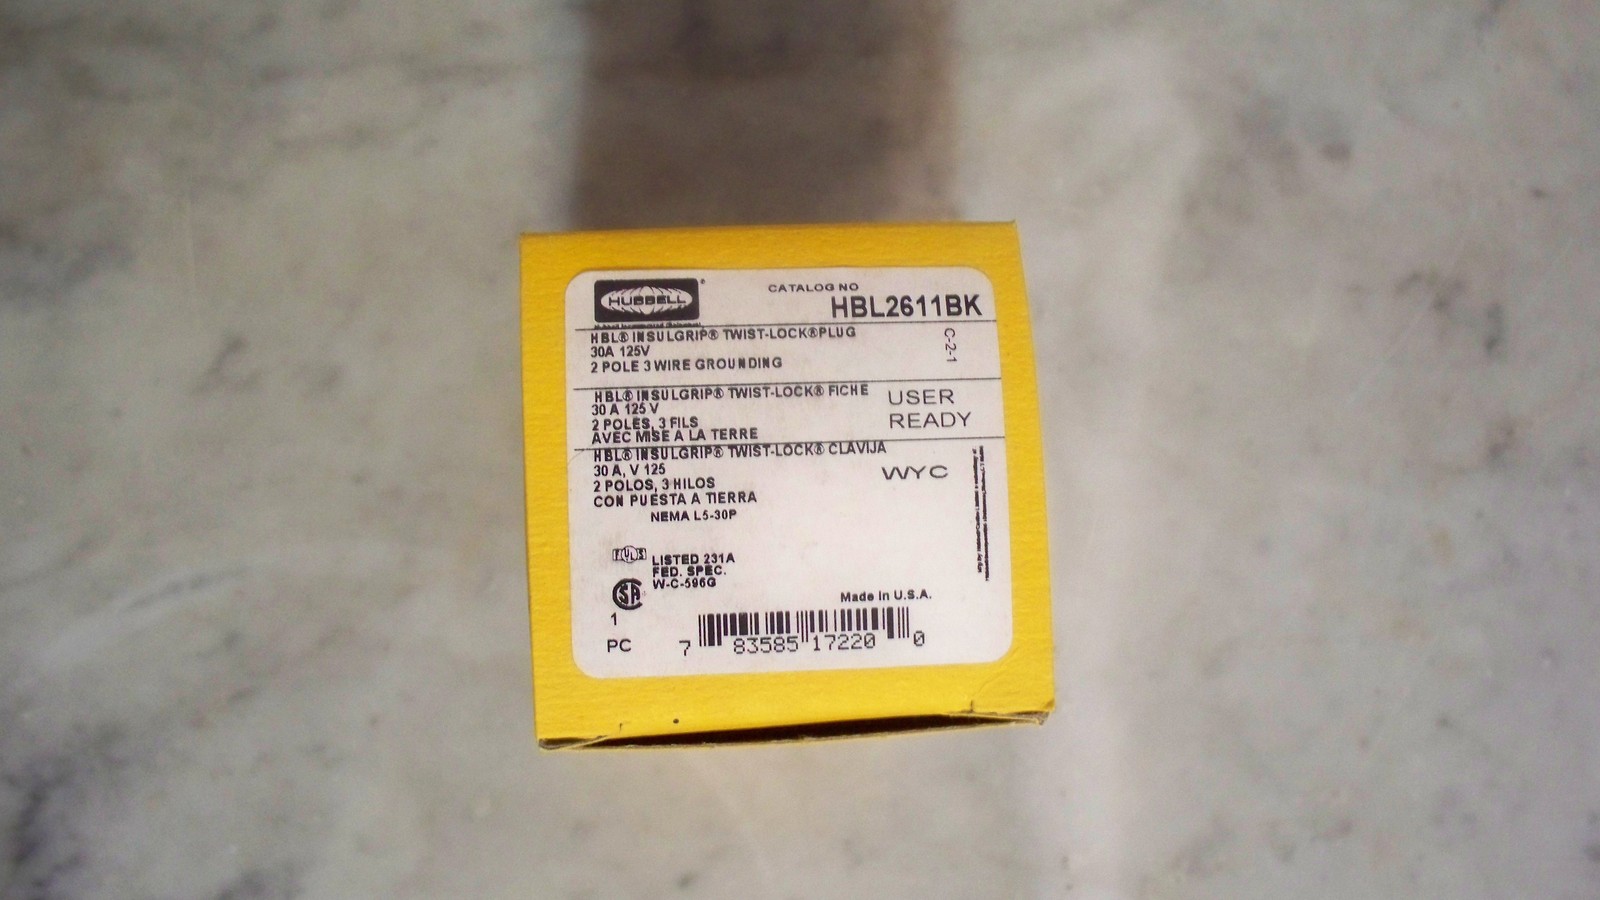 HUBBELL
CATALOG NO
HBL2611BK
HBL® INSULGRIP® TWIST-LOCK®PLUG
30A 125V
2 POLE 3 WIRE GROUNDING
C-2-1
HBL® INSULGRIP® TWIST-LOCK® FICHE
30 A 125 V
2 POLES, 3 FILS
AVEC MISE A LA TERRE
USER
READY
HBL® INSULGRIP® TWIST-LOCK® CLAVIJA
30 A, V 125
2 POLOS, 3 HILOS
CON PUESTA A TIERRA
WYC
NEMA L5-30P
LISTED 231A
FED. SPEC.
W-C-596G
Made in U.S.A.
1
PC
7 83585 17220 0